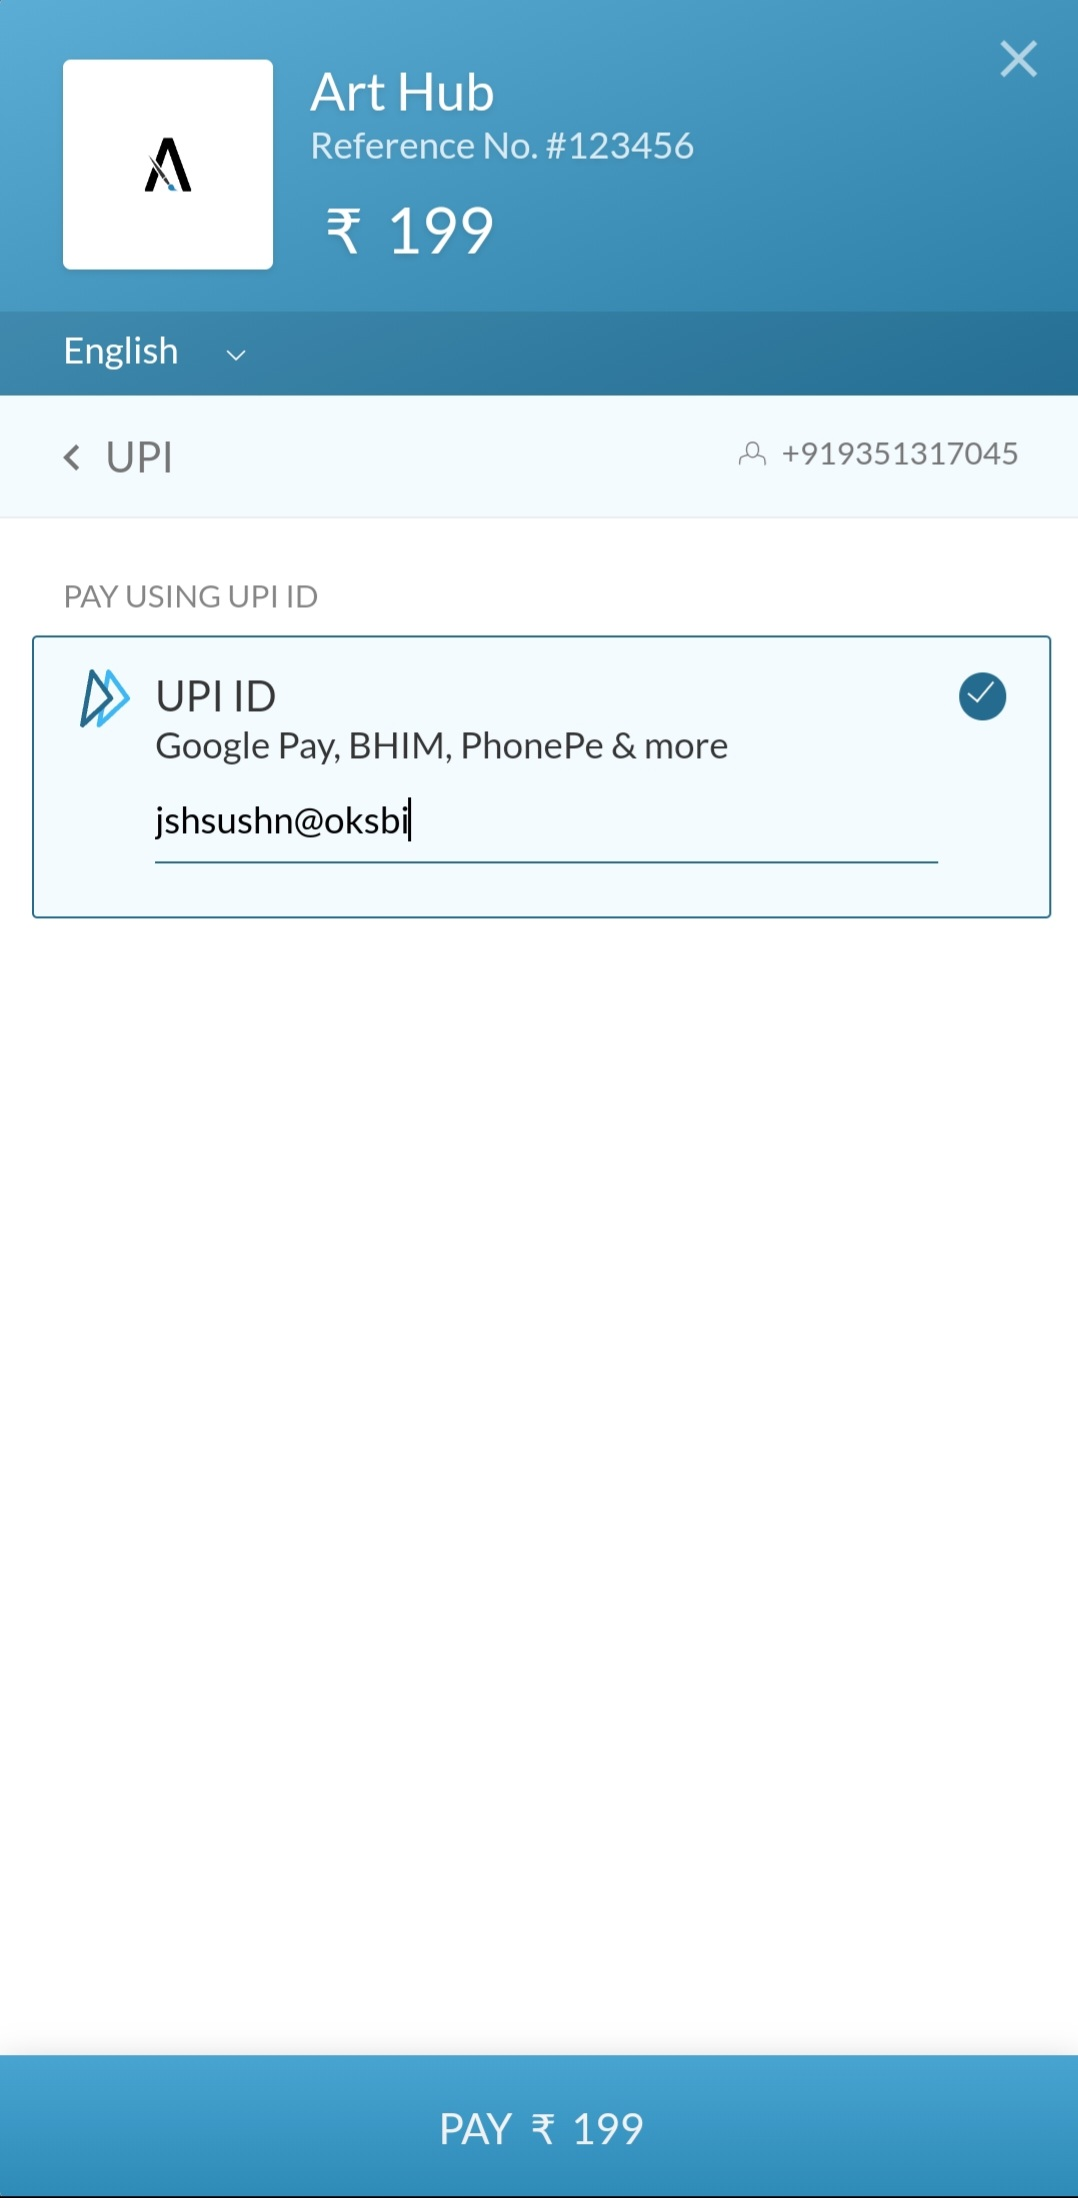 Art Hub
Reference No. #123456
₹ 199
English
UPI
+919351317045
PAY USING UPI ID
UPI ID
Google Pay, BHIM, PhonePe & more
jshsushn@oksbi
PAY ₹ 199